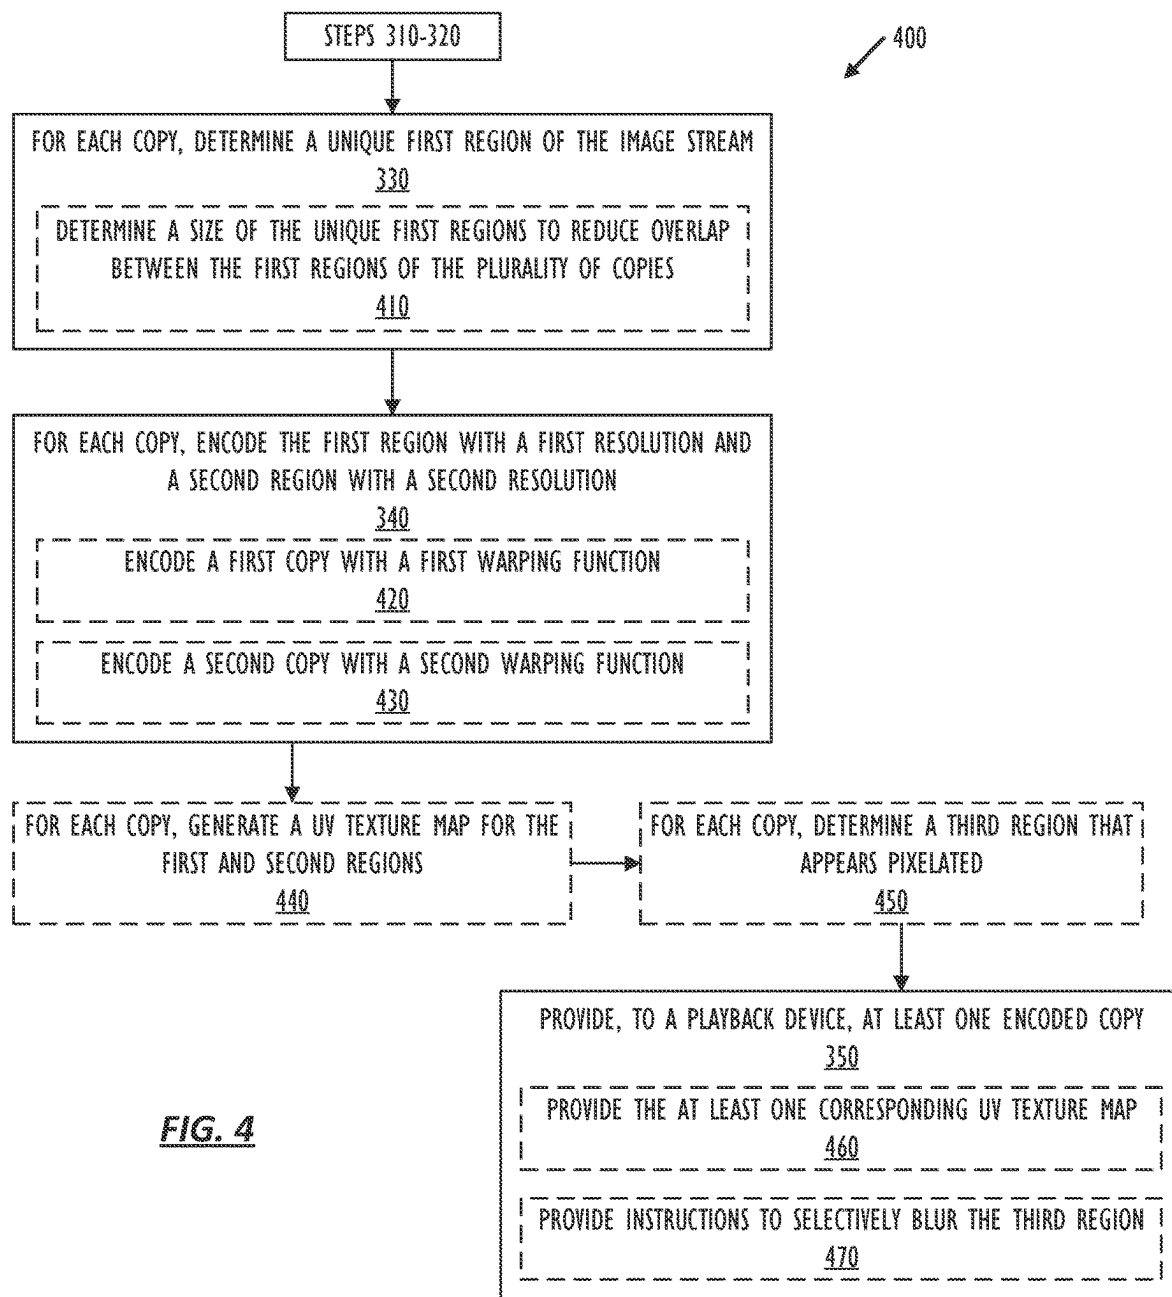 STEPS 310-320
400
FOR EACH COPY, DETERMINE A UNIQUE FIRST REGION OF THE IMAGE STREAM
330
DETERMINE A SIZE OF THE UNIQUE FIRST REGIONS TO REDUCE OVERLAP
BETWEEN THE FIRST REGIONS OF THE PLURALITY OF COPIES
410
FOR EACH COPY, ENCODE THE FIRST REGION WITH A FIRST RESOLUTION AND
A SECOND REGION WITH A SECOND RESOLUTION
340
ENCODE A FIRST COPY WITH A FIRST WARPING FUNCTION
420
ENCODE A SECOND COPY WITH A SECOND WARPING FUNCTION
430
FOR EACH COPY, GENERATE A UV TEXTURE MAP FOR THE
FIRST AND SECOND REGIONS
440
FOR EACH COPY, DETERMINE A THIRD REGION THAT
APPEARS PIXELATED
450
PROVIDE, TO A PLAYBACK DEVICE, AT LEAST ONE ENCODED COPY
350
PROVIDE THE AT LEAST ONE CORRESPONDING UV TEXTURE MAP
460
PROVIDE INSTRUCTIONS TO SELECTIVELY BLUR THE THIRD REGION
470
FIG. 4